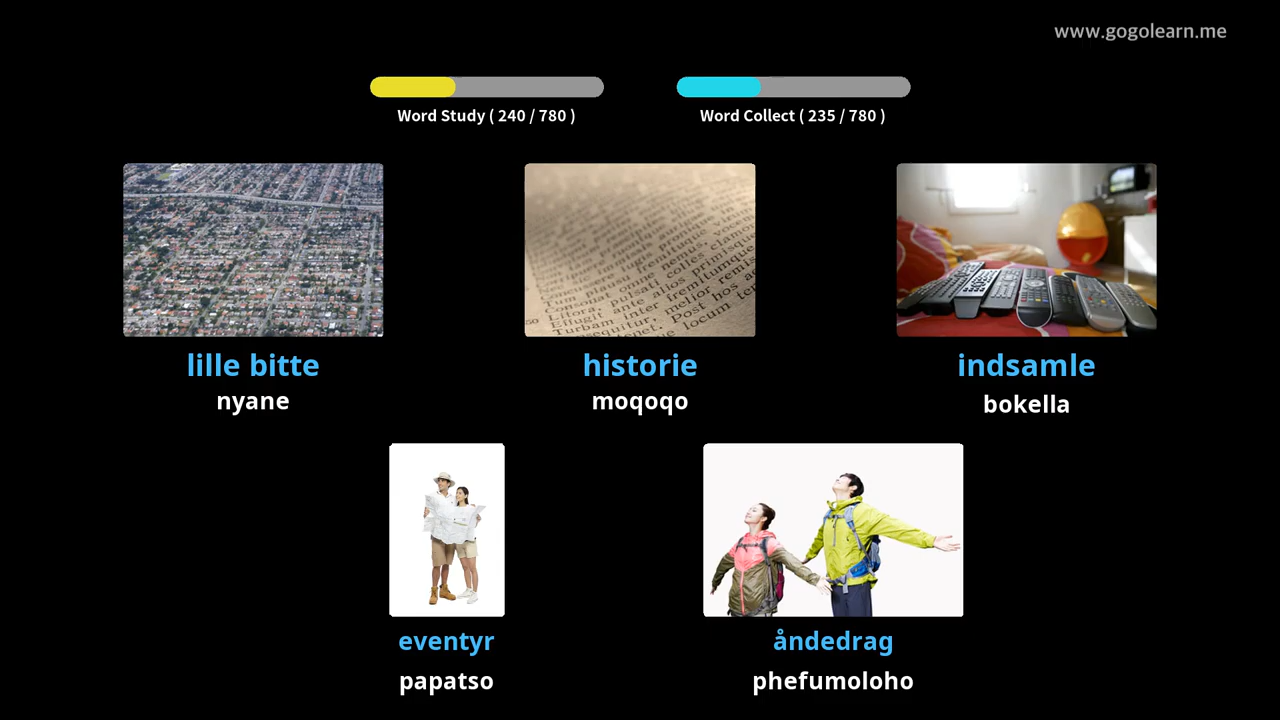 www.gogolearn.me
Word Study ( 240 / 780 )
Word Collect ( 235 / 780 )
lille bitte
nyane
historie
moqoqo
indsamle
bokella
eventyr
papatso
åndedrag
phefumoloho